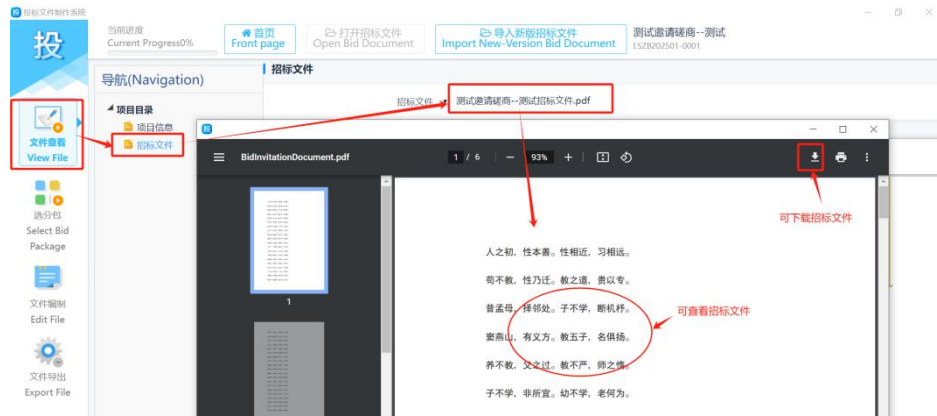 投标文件制作系统
投
当前进度
Current Progress0%
首页
Front page
打开招标文件
Open Bid Document
导入新版招标文件
Import New-Version Bid Document
测试邀请磋商--测试
LSZB202501-0001
导航(Navigation)
项目目录
项目信息
招标文件
招标文件
招标文件
测试邀请磋商--测试招标文件.pdf
文件查看
View File
选分包
Select Bid
Package
文件编制
Edit File
文件导出
Export File
投
BidInvitationDocument.pdf
1 / 6
93%
1
可下载招标文件
人之初，性本善。性相近，习相远。
苟不教，性乃迁。教之道，贵以专。
昔孟母，择邻处。子不学，断机杼。
窦燕山，有义方。教五子，名俱扬。
养不教，父之过。教不严，师之惰。
子不学，非所宜。幼不学，老何为。
可查看招标文件